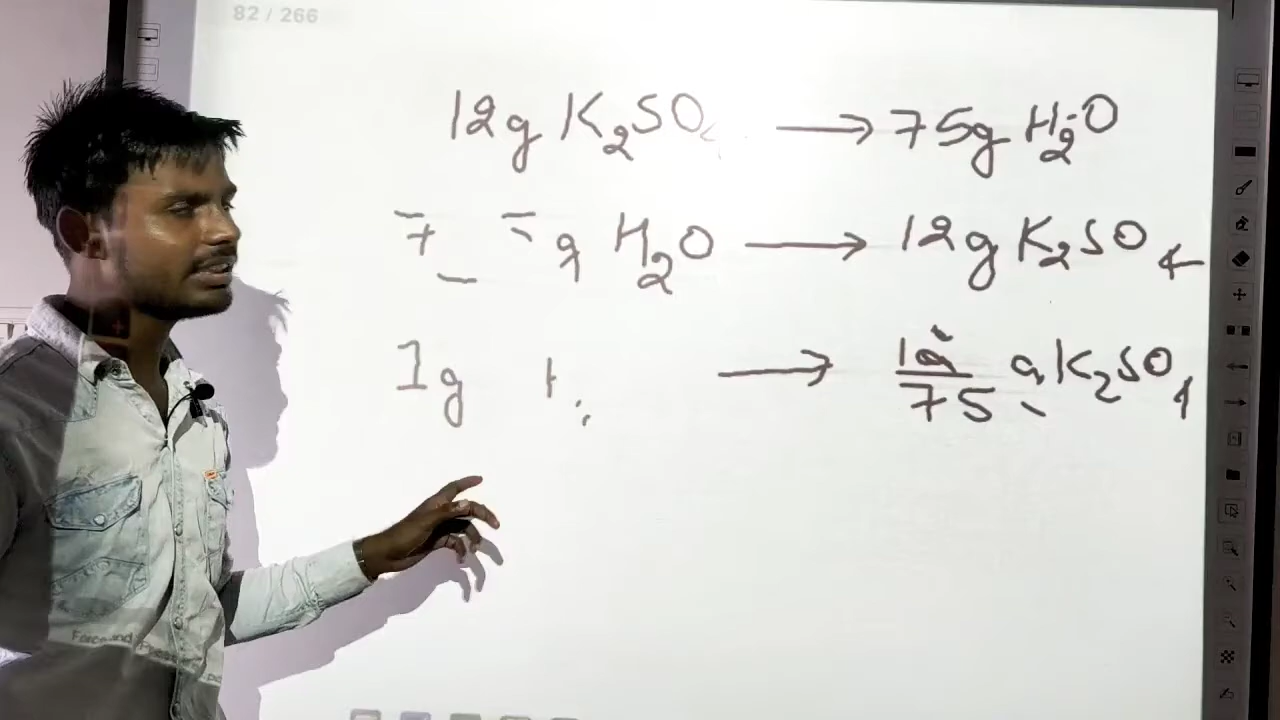 82 / 266
12g K₂SO₄ → 75g H₂O
75g H₂O → 12g K₂SO₄
1g → 12/75 g K₂SO₄